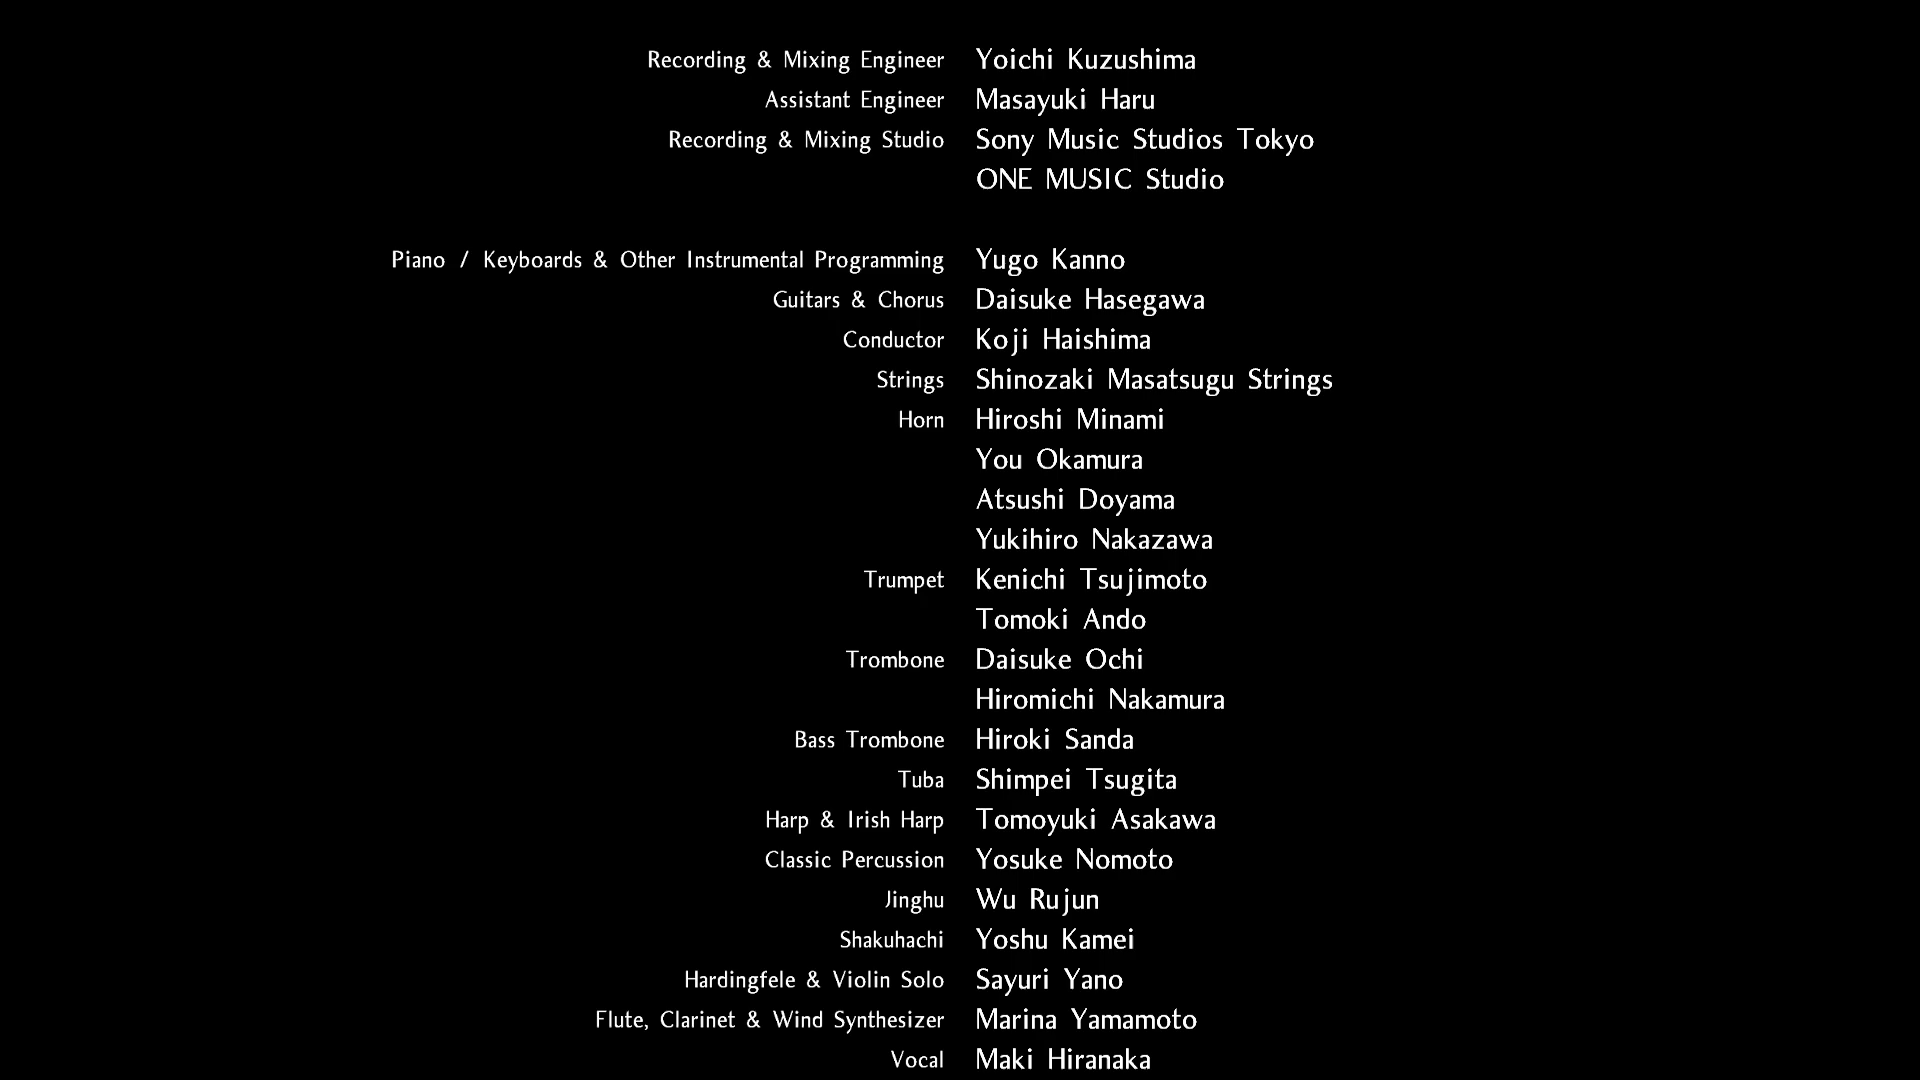 Recording & Mixing Engineer Yoichi Kuzushima
Assistant Engineer Masayuki Haru
Recording & Mixing Studio Sony Music Studios Tokyo
ONE MUSIC Studio
Piano / Keyboards & Other Instrumental Programming Yugo Kanno
Guitars & Chorus Daisuke Hasegawa
Conductor Koji Haishima
Strings Shinozaki Masatsugu Strings
Horn Hiroshi Minami
You Okamura
Atsushi Doyama
Yukihiro Nakazawa
Trumpet Kenichi Tsujimoto
Tomoki Ando
Trombone Daisuke Ochi
Hiromichi Nakamura
Bass Trombone Hiroki Sanda
Tuba Shimpei Tsugita
Harp & Irish Harp Tomoyuki Asakawa
Classic Percussion Yosuke Nomoto
Jinghu Wu Rujun
Shakuhachi Yoshu Kamei
Hardingfele & Violin Solo Sayuri Yano
Flute, Clarinet & Wind Synthesizer Marina Yamamoto
Vocal Maki Hiranaka